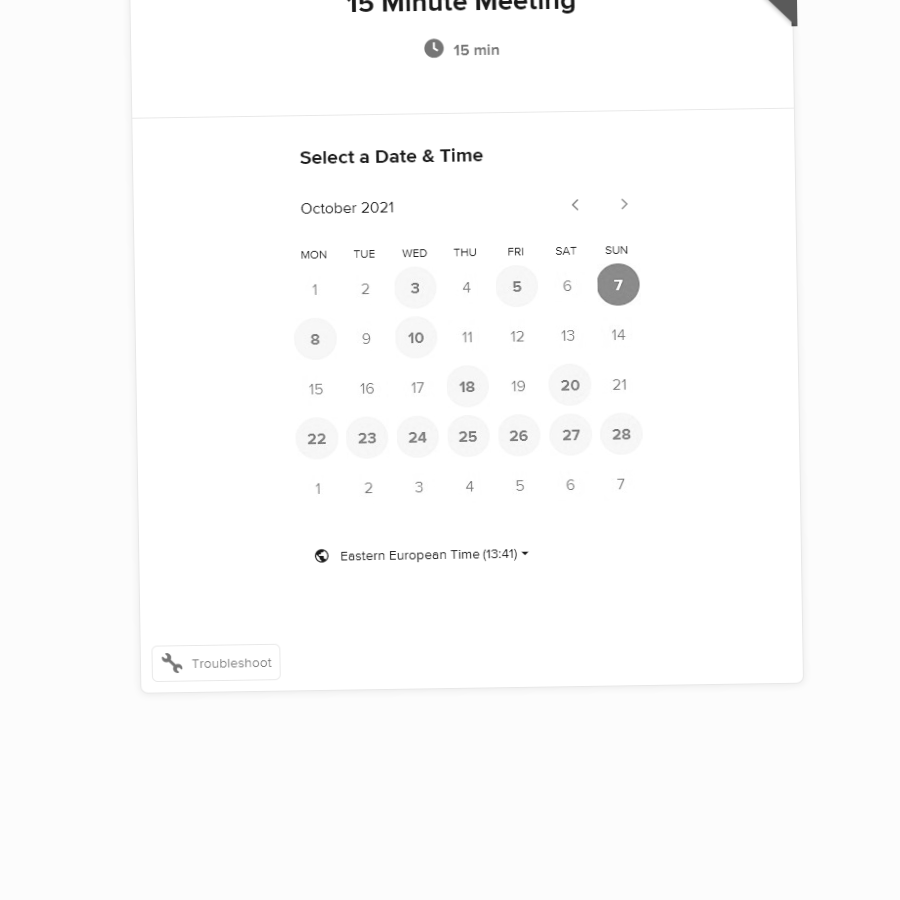 15 Minute Meeting
15 min
Select a Date & Time
October 2021
MON TUE WED THU FRI SAT SUN
1 2 3 4 5 6 7
8 9 10 11 12 13 14
15 16 17 18 19 20 21
22 23 24 25 26 27 28
1 2 3 4 5 6 7
Eastern European Time (13:41)
Troubleshoot